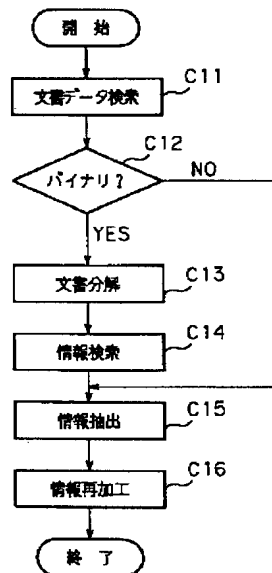 開 始
C11
文書データ検索
C12
バイナリ?
NO
YES
C13
文書分解
C14
情報検索
C15
情報抽出
C16
情報再加工
終 了